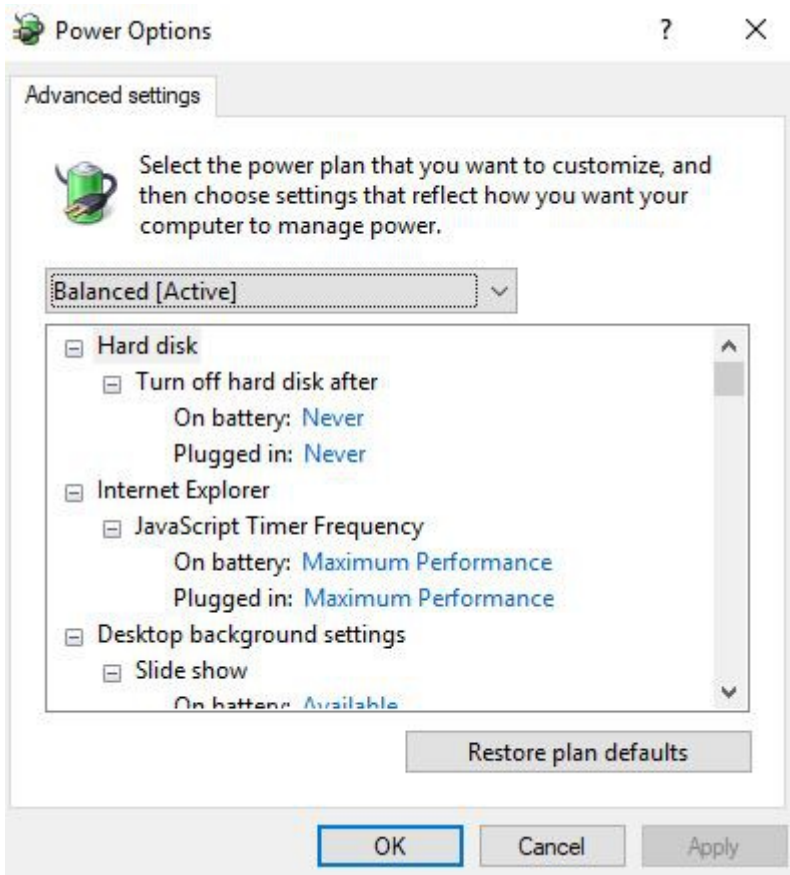 Power Options
?
Advanced settings
Select the power plan that you want to customize, and
then choose settings that reflect how you want your
computer to manage power.
Balanced [Active]
Hard disk
Turn off hard disk after
On battery: Never
Plugged in: Never
Internet Explorer
JavaScript Timer Frequency
On battery: Maximum Performance
Plugged in: Maximum Performance
Desktop background settings
Slide show
On battery: Available
Restore plan defaults
OK
Cancel
Apply